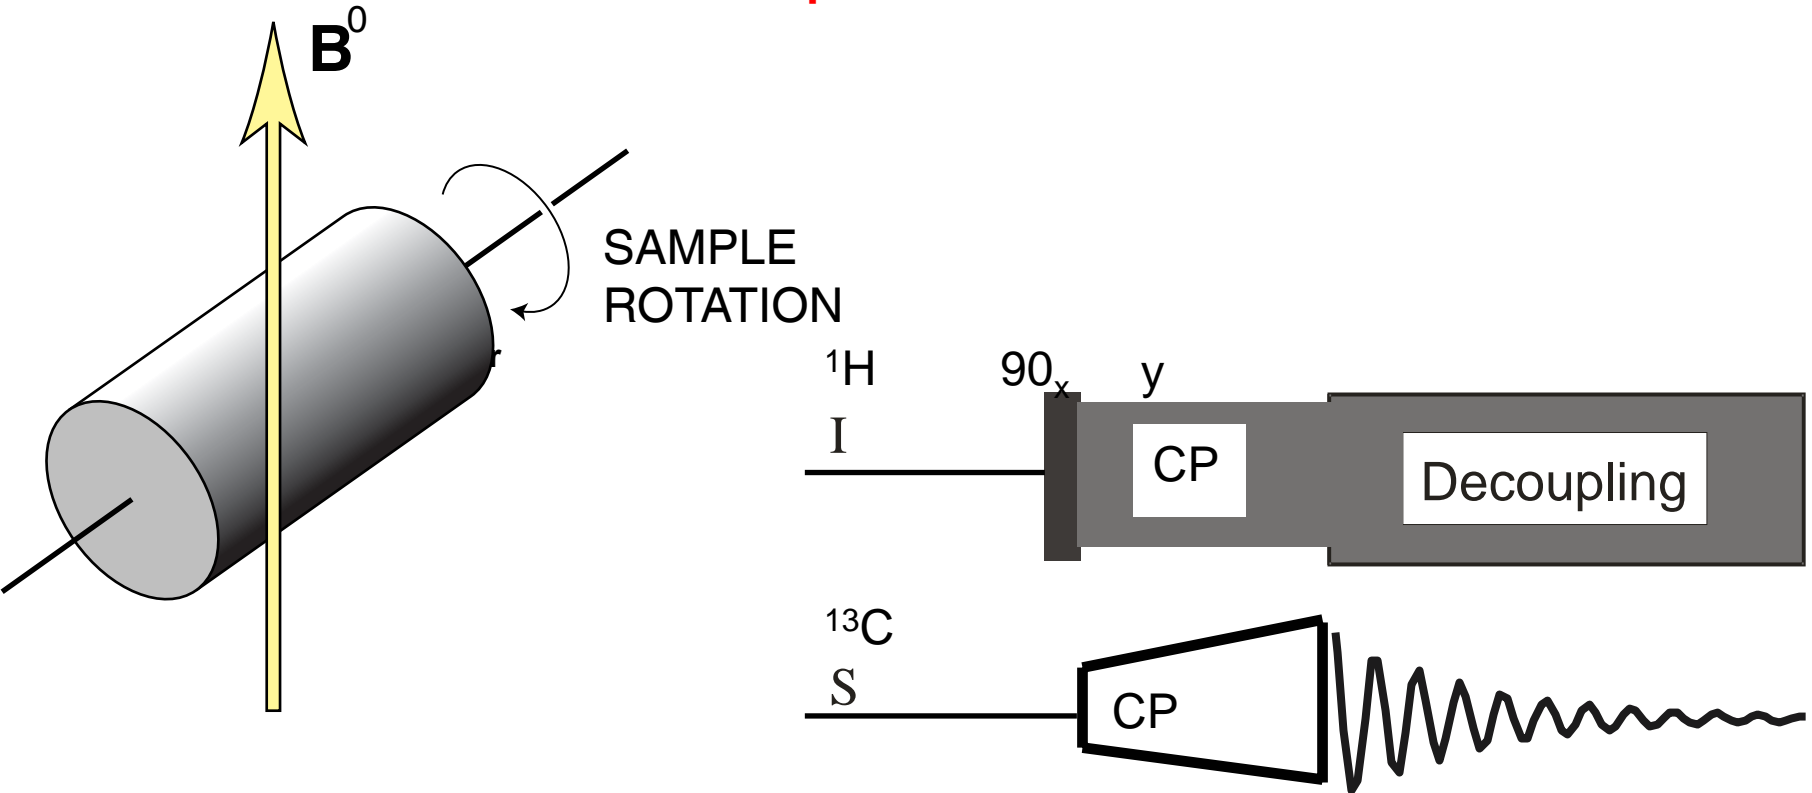 B⁰
SAMPLE
ROTATION
r
¹H 90ₓ y
I
CP
Decoupling
¹³C
S
CP